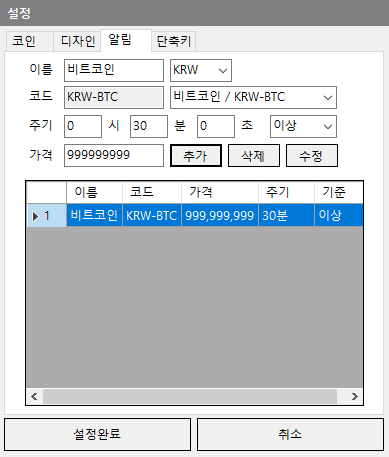 설정
코인 디자인 알림 단축키
이름 비트코인 KRW
코드 KRW-BTC 비트코인 / KRW-BTC
주기 0 시 30 분 0 초 이상
가격 999999999 추가 삭제 수정
이름 코드 가격 주기 기준
1 비트코인 KRW-BTC 999,999,999 30분 이상
설정완료 취소